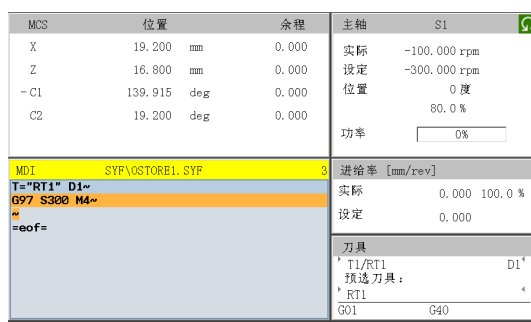 MCS 位置 余程
X 19.200 mm 0.000
Z 16.800 mm 0.000
-C1 139.915 deg 0.000
C2 19.200 deg 0.000
主轴 S1
实际 -100.000 rpm
设定 -300.000 rpm
位置 0 度
80.0 %
功率 0%
MDI SYF\OSTORE1.SYF 3
T="RT1" D1~
G97 S300 M4~
~
=eof=
进给率 [mm/rev]
实际 0.000 100.0 %
设定 0.000
刀具
T1/RT1 D1
预选刀具:
RT1
G01 G40